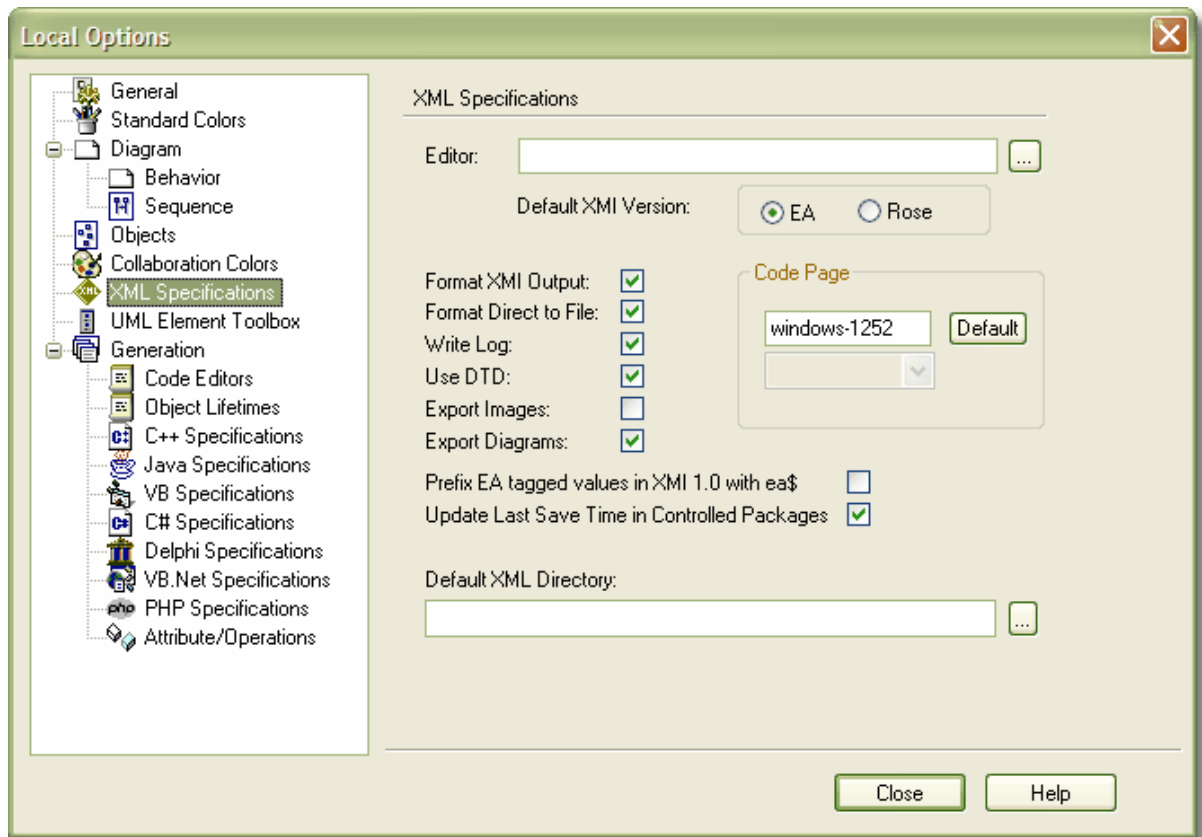 Local Options
General
Standard Colors
Diagram
Behavior
Sequence
Objects
Collaboration Colors
XML Specifications
UML Element Toolbox
Generation
Code Editors
Object Lifetimes
C++ Specifications
Java Specifications
VB Specifications
C# Specifications
Delphi Specifications
VB.Net Specifications
PHP Specifications
Attribute/Operations
XML Specifications
Editor:
...
Default XMI Version:
EA
Rose
Format XMI Output:
Format Direct to File:
Write Log:
Use DTD:
Export Images:
Export Diagrams:
Code Page
windows-1252
Default
Prefix EA tagged values in XMI 1.0 with ea$
Update Last Save Time in Controlled Packages
Default XML Directory:
...
Close
Help